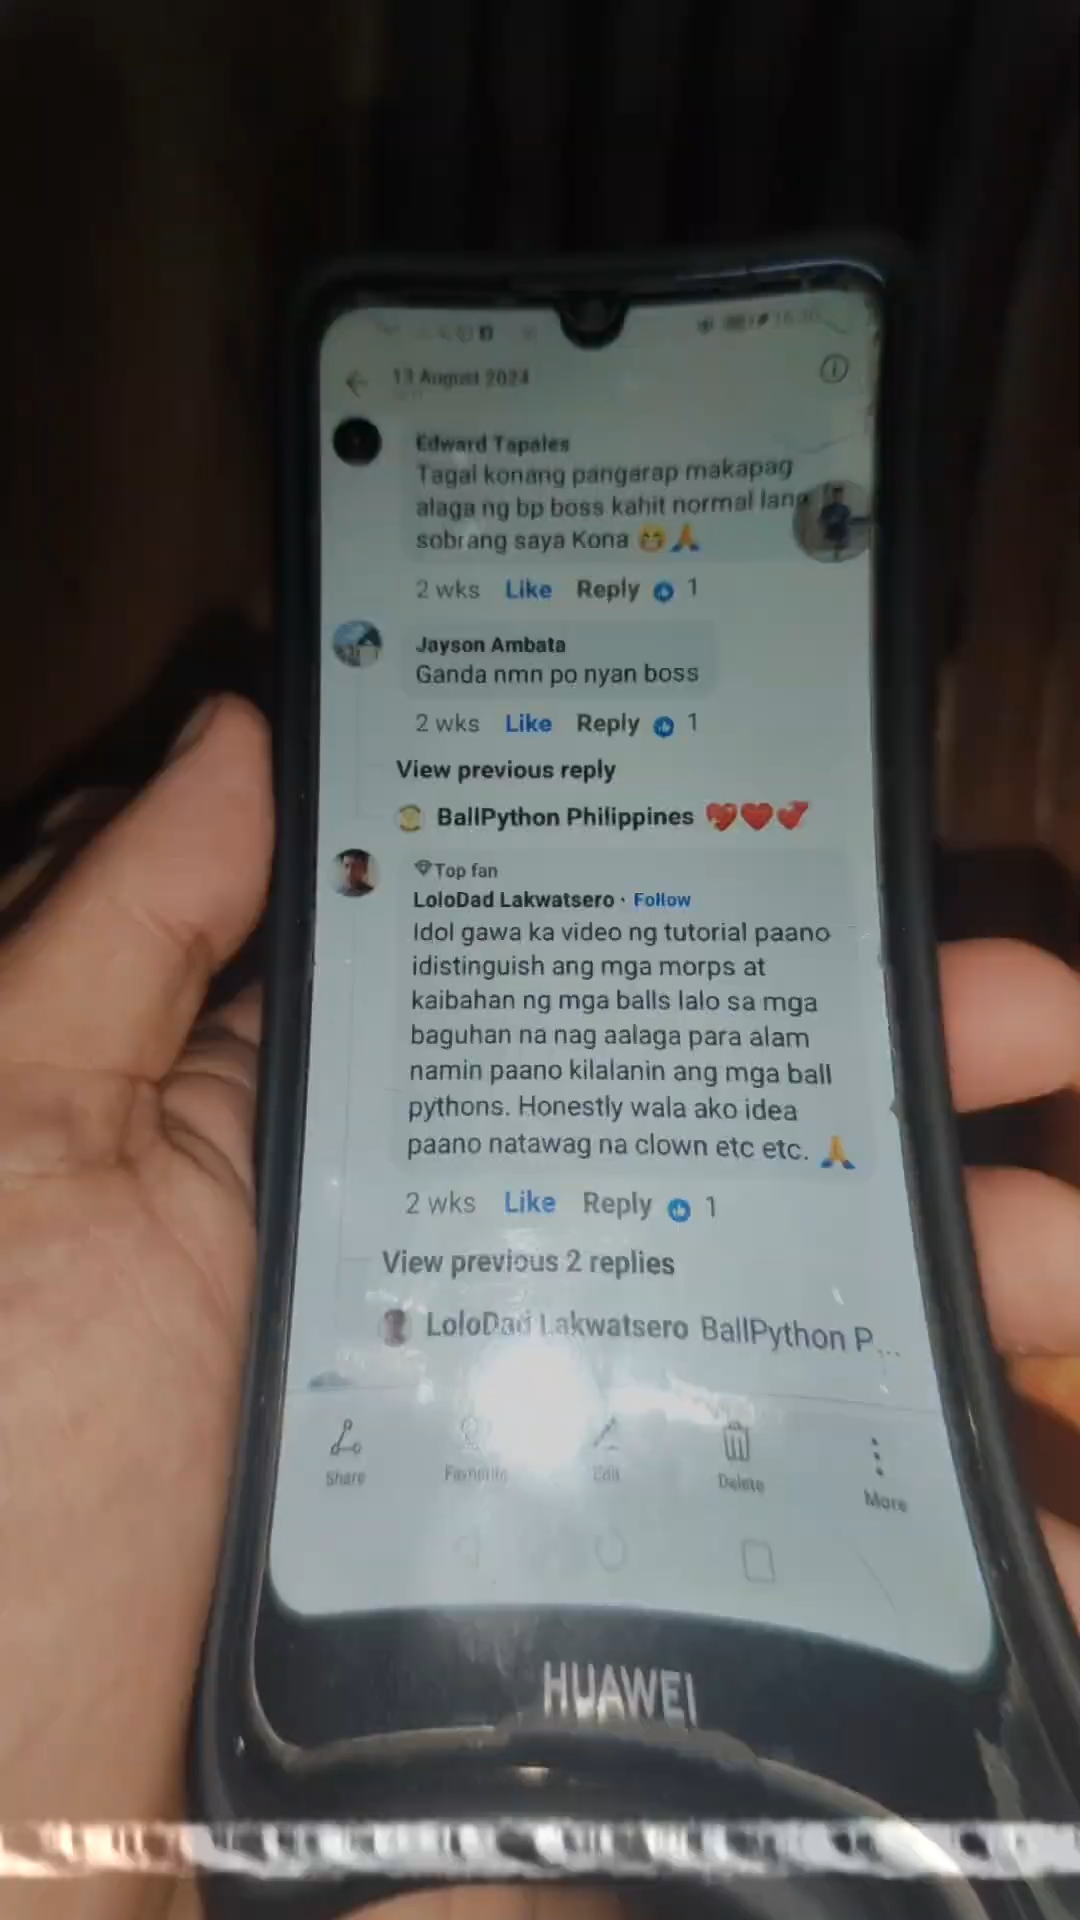 13 August 2024
Edward Tapales
Tagal konang pangarap makapag
alaga ng bp boss kahit normal lang
sobrang saya Kona 🤭🙏
2 wks Like Reply 1
Jayson Ambata
Ganda nmn po nyan boss
2 wks Like Reply 1
View previous reply
BallPython Philippines 💖❤️💕
Top fan
LoloDad Lakwatsero · Follow
Idol gawa ka video ng tutorial paano
idistinguish ang mga morps at
kaibahan ng mga balls lalo sa mga
baguhan na nag aalaga para alam
namin paano kilalanin ang mga ball
pythons. Honestly wala ako idea
paano natawag na clown etc etc. 🙏
2 wks Like Reply 1
View previous 2 replies
LoloDad Lakwatsero BallPython P...
Share Favorite Edit Delete More
HUAWEI